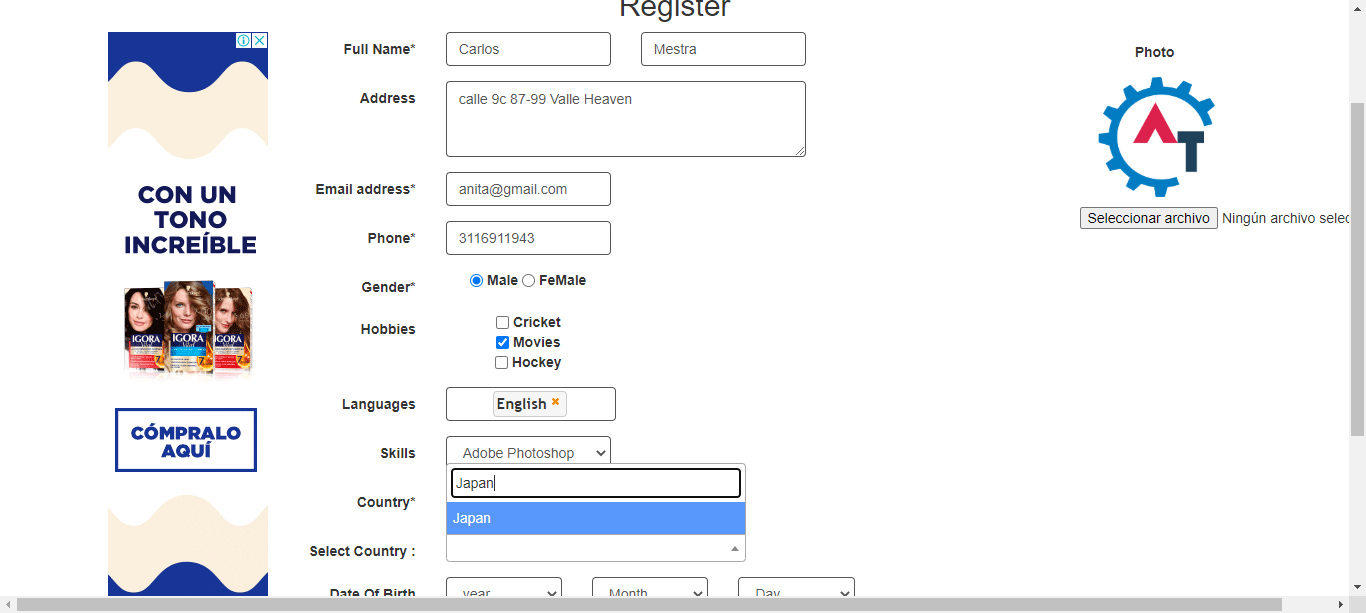 Register
Full Name*
Carlos
Mestra
Photo
Address
calle 9c 87-99 Valle Heaven
AT
Seleccionar archivo
Ningún archivo selec
Email address*
anita@gmail.com
Phone*
3116911943
Gender*
Male
FeMale
Hobbies
Cricket
Movies
Hockey
Languages
English
Skills
Adobe Photoshop
Country*
Japan
Japan
Select Country :
Date Of Birth
year
Month
Day
CON UN
TONO
INCREÍBLE
IGORA
IGORA
IGORA
CÓMPRALO
AQUÍ